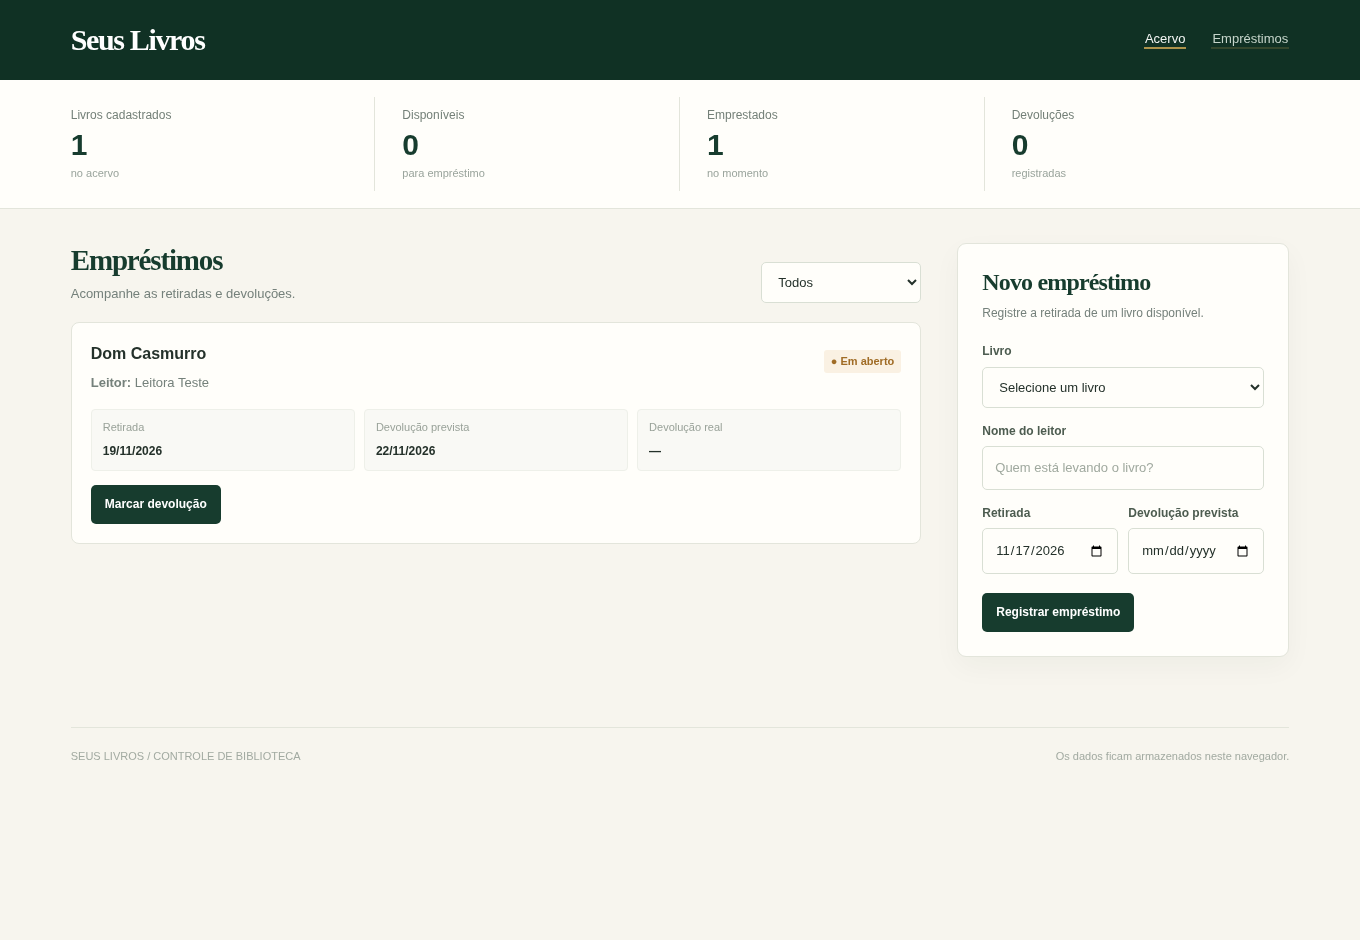 Seus Livros
Acervo
Empréstimos
Livros cadastrados
1
no acervo
Disponíveis
0
para empréstimo
Emprestados
1
no momento
Devoluções
0
registradas
Empréstimos
Acompanhe as retiradas e devoluções.
Todos
Dom Casmurro
● Em aberto
Leitor: Leitora Teste
Retirada
19/11/2026
Devolução prevista
22/11/2026
Devolução real
—
Marcar devolução
Novo empréstimo
Registre a retirada de um livro disponível.
Livro
Selecione um livro
Nome do leitor
Quem está levando o livro?
Retirada
11/17/2026
Devolução prevista
mm/dd/yyyy
Registrar empréstimo
SEUS LIVROS / CONTROLE DE BIBLIOTECA
Os dados ficam armazenados neste navegador.